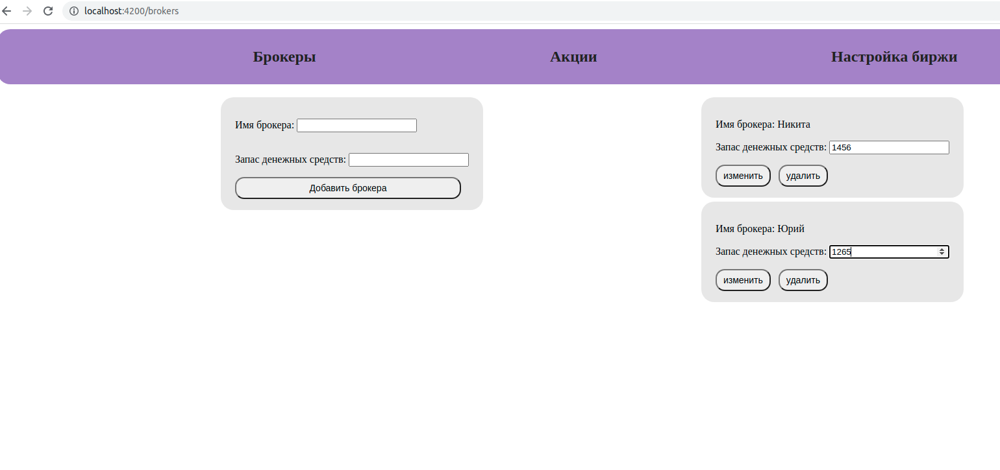 localhost:4200/brokers
Брокеры Акции Настройка биржи
Имя брокера:
Запас денежных средств:
Добавить брокера
Имя брокера: Никита
Запас денежных средств: 1456
изменить удалить
Имя брокера: Юрий
Запас денежных средств: 1265
изменить удалить